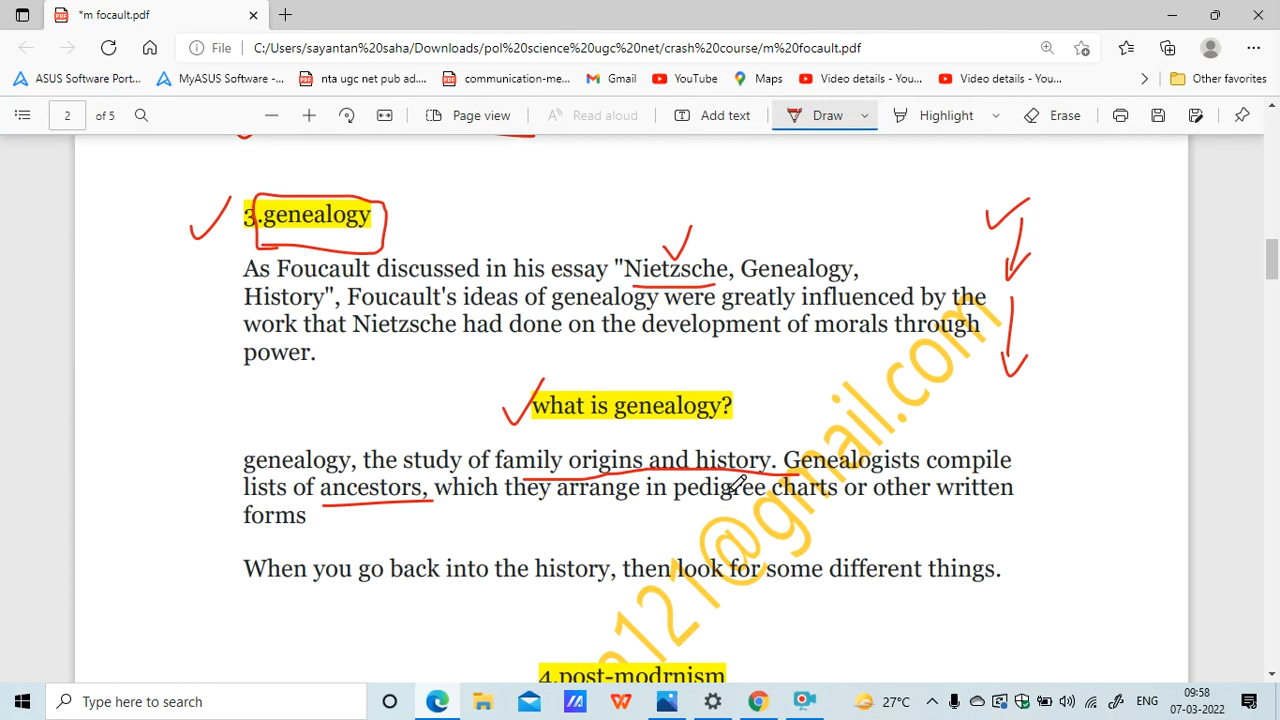 *m focault.pdf
File
C:/Users/sayantan%20saha/Downloads/pol%20science%20ugc%20net/crash%20course/m%20focault.pdf
ASUS Software Port...
MyASUS Software -...
nta ugc net pub ad...
communication-me...
Gmail
YouTube
Maps
Video details - You...
Video details - You...
Other favorites
2
of 5
Page view
Read aloud
Add text
Draw
Highlight
Erase
3.genealogy
As Foucault discussed in his essay "Nietzsche, Genealogy,
History", Foucault's ideas of genealogy were greatly influenced by the
work that Nietzsche had done on the development of morals through
power.
what is genealogy?
genealogy, the study of family origins and history. Genealogists compile
lists of ancestors, which they arrange in pedigree charts or other written
forms
When you go back into the history, then look for some different things.
121@gmail.com
4.post-modrnism
Type here to search
27°C
09:58
07-03-2022